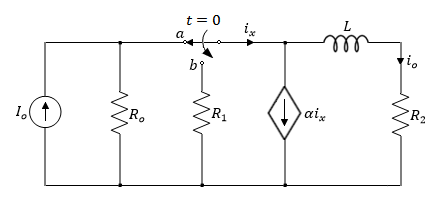 t = 0
a
i_x
L
b
i_o
I_o
R_o
R_1
αi_x
R_2